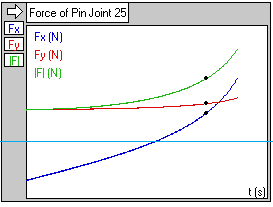 Force of Pin Joint 25
Fx
Fy
|F|
Fx (N)
Fy (N)
|F| (N)
t (s)